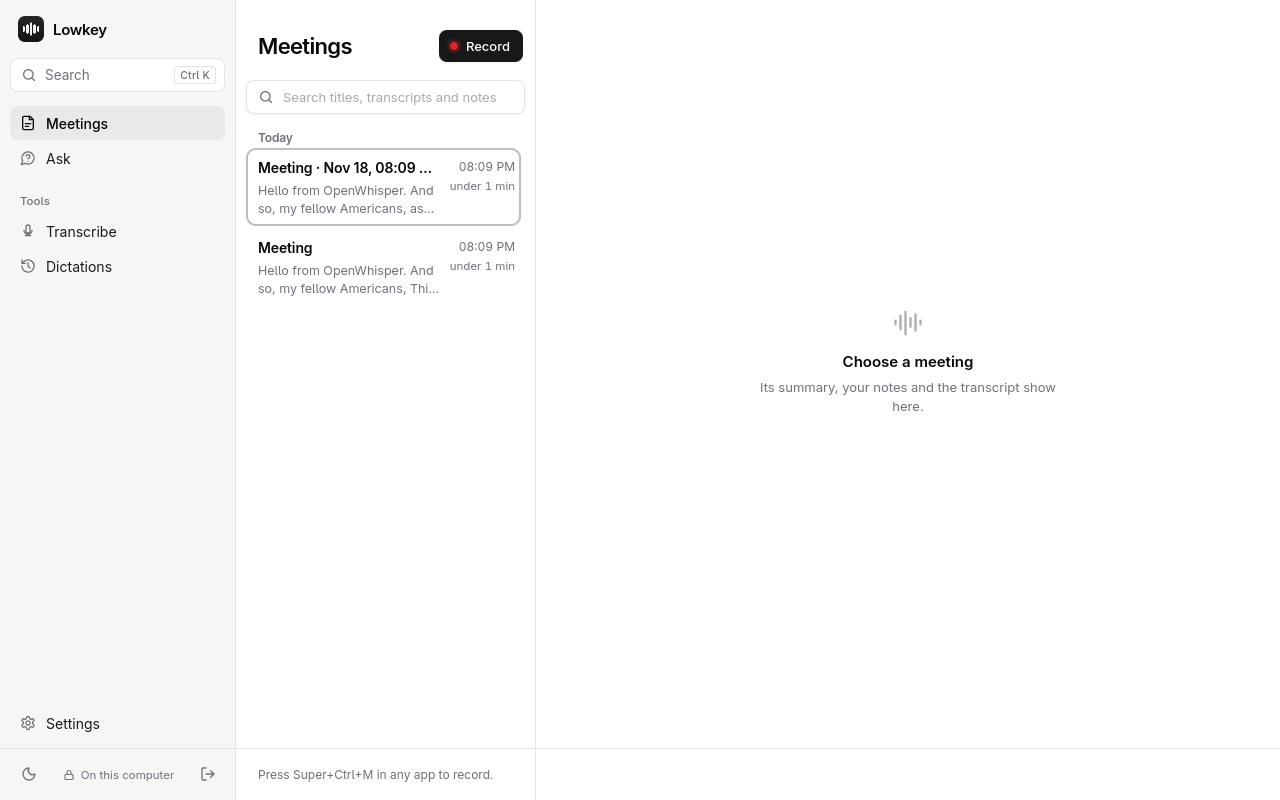 Lowkey
Search
Ctrl K
Meetings
Ask
Tools
Transcribe
Dictations
Settings
On this computer
Meetings
Record
Search titles, transcripts and notes
Today
Meeting · Nov 18, 08:09 ...
08:09 PM
Hello from OpenWhisper. And
under 1 min
so, my fellow Americans, as...
Meeting
08:09 PM
Hello from OpenWhisper. And
under 1 min
so, my fellow Americans, Thi...
Press Super+Ctrl+M in any app to record.
Choose a meeting
Its summary, your notes and the transcript show
here.